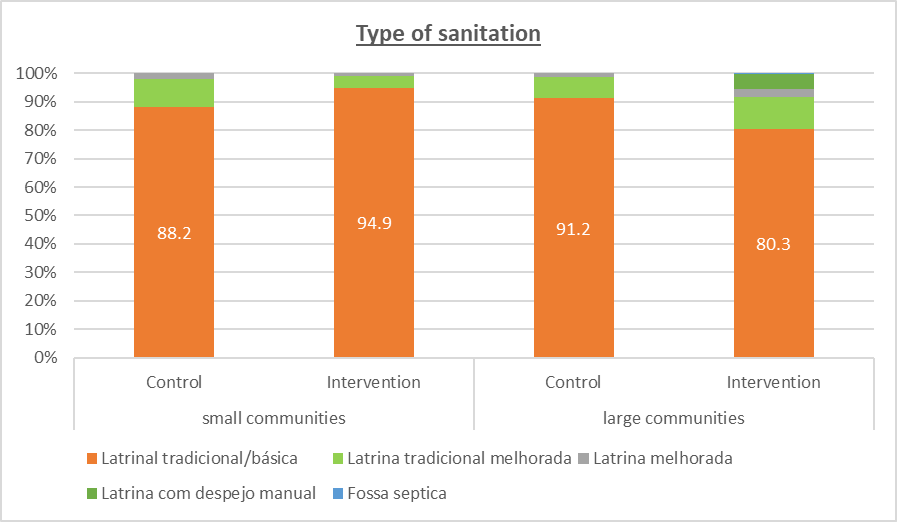 Type of sanitation
100%
90%
80%
70%
60%
50%
40%
30%
20%
10%
0%
88.2
94.9
91.2
80.3
Control
Intervention
Control
Intervention
small communities
large communities
Latrinal tradicional/básica
Latrina tradicional melhorada
Latrina melhorada
Latrina com despejo manual
Fossa septica